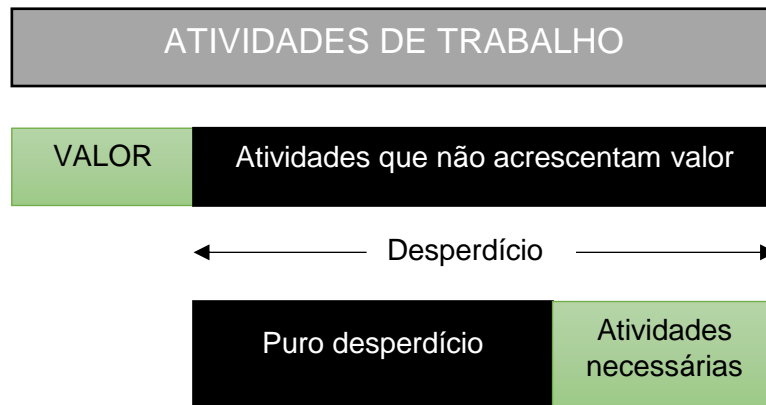 ATIVIDADES DE TRABALHO
VALOR
Atividades que não acrescentam valor
Desperdício
Puro desperdício
Atividades
necessárias